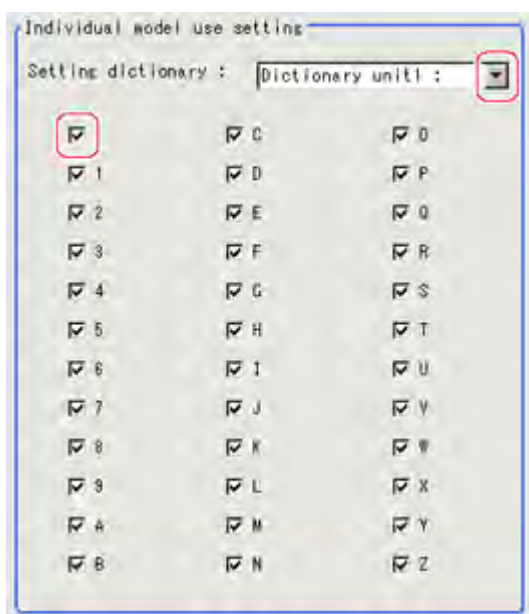 Individual model use setting
Setting dictionary : Dictionary unit1 :
C O
1 D P
2 E Q
3 F R
4 G S
5 H T
6 I U
7 J V
8 K W
9 L X
A M Y
B N Z